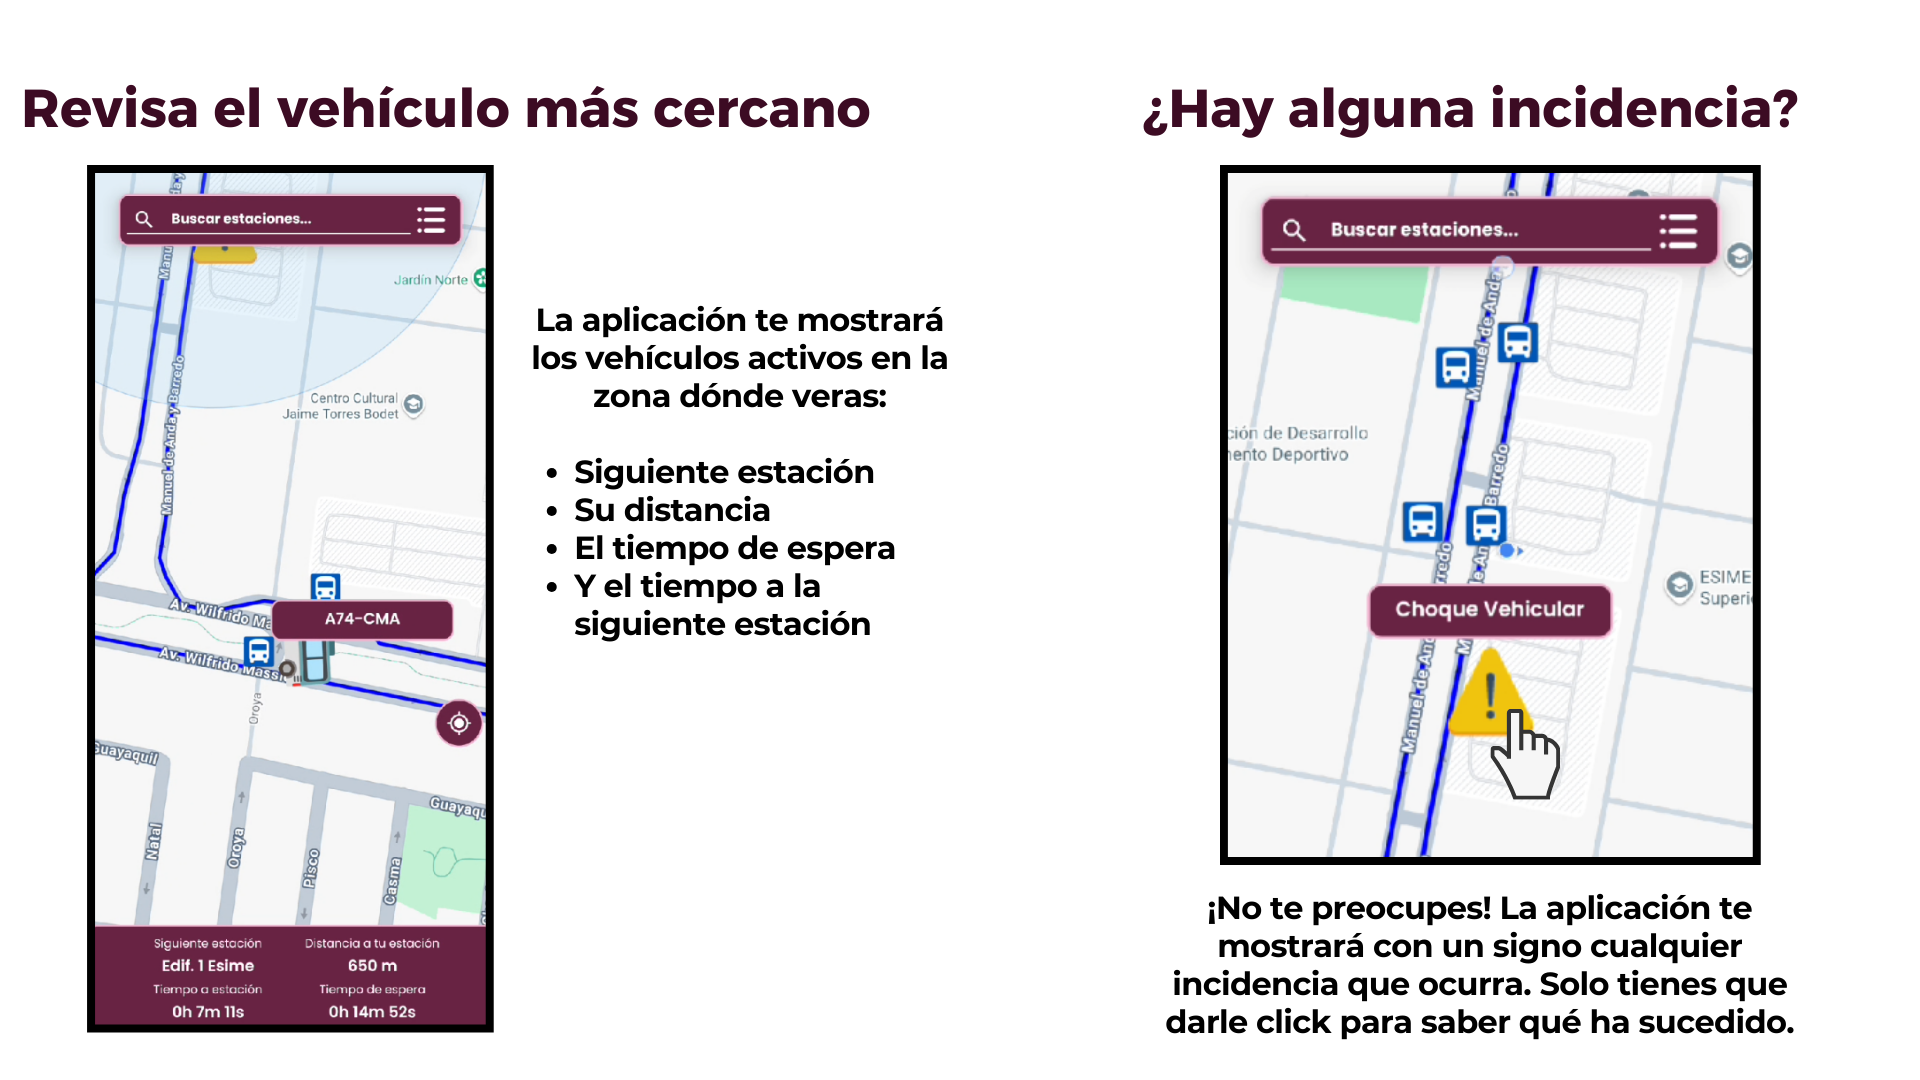 Revisa el vehículo más cercano
Buscar estaciones...
Jardín Norte
Centro Cultural
Jaime Torres Bodet
Manuel de Anda y Barredo
Av. Wilfrido Ma
A74-CMA
Av. Wilfrido Massi
Oroya
Guayaquil
Guayaqu
Natal
Oroya
Pisco
Casma
Siguiente estación
Edif. 1 Esime
Distancia a tu estación
650 m
Tiempo a estación
0h 7m 11s
Tiempo de espera
0h 14m 52s
La aplicación te mostrará
los vehículos activos en la
zona dónde veras:
• Siguiente estación
• Su distancia
• El tiempo de espera
• Y el tiempo a la
siguiente estación
¿Hay alguna incidencia?
Buscar estaciones...
Manuel de Anda
Barredo
ción de Desarrollo
ento Deportivo
ESIME
Superi
Choque Vehicular
Manuel de And
¡No te preocupes! La aplicación te
mostrará con un signo cualquier
incidencia que ocurra. Solo tienes que
darle click para saber qué ha sucedido.